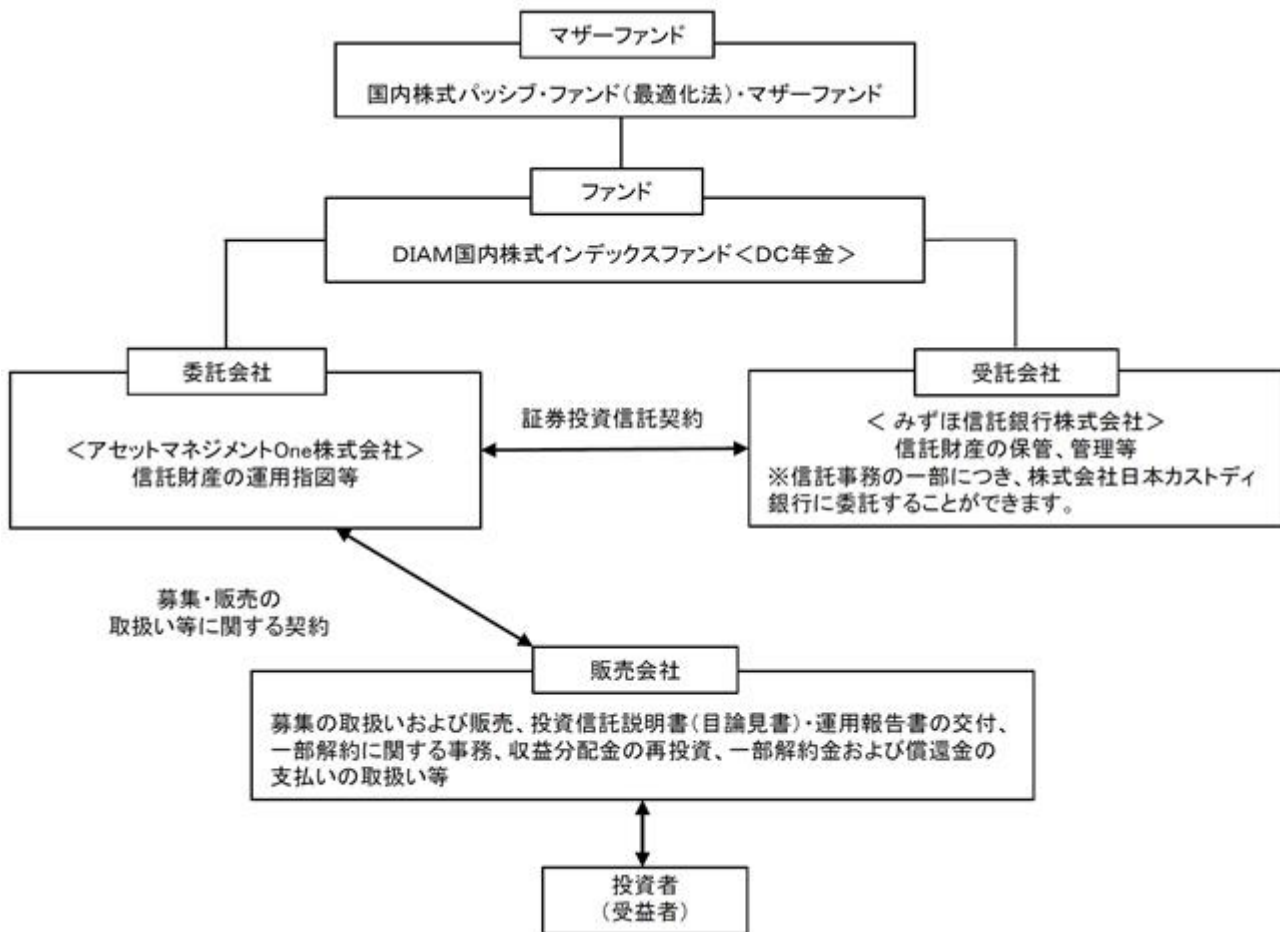 マザーファンド
国内株式パッシブ・ファンド（最適化法）・マザーファンド
ファンド
DIAM国内株式インデックスファンド＜DC年金＞
委託会社
＜アセットマネジメントOne株式会社＞
信託財産の運用指図等
証券投資信託契約
受託会社
＜ みずほ信託銀行株式会社＞
信託財産の保管、管理等
※信託事務の一部につき、株式会社日本カストディ
銀行に委託することができます。
募集・販売の
取扱い等に関する契約
販売会社
募集の取扱いおよび販売、投資信託説明書（目論見書）・運用報告書の交付、
一部解約に関する事務、収益分配金の再投資、一部解約金および償還金の
支払いの取扱い等
投資者
（受益者）